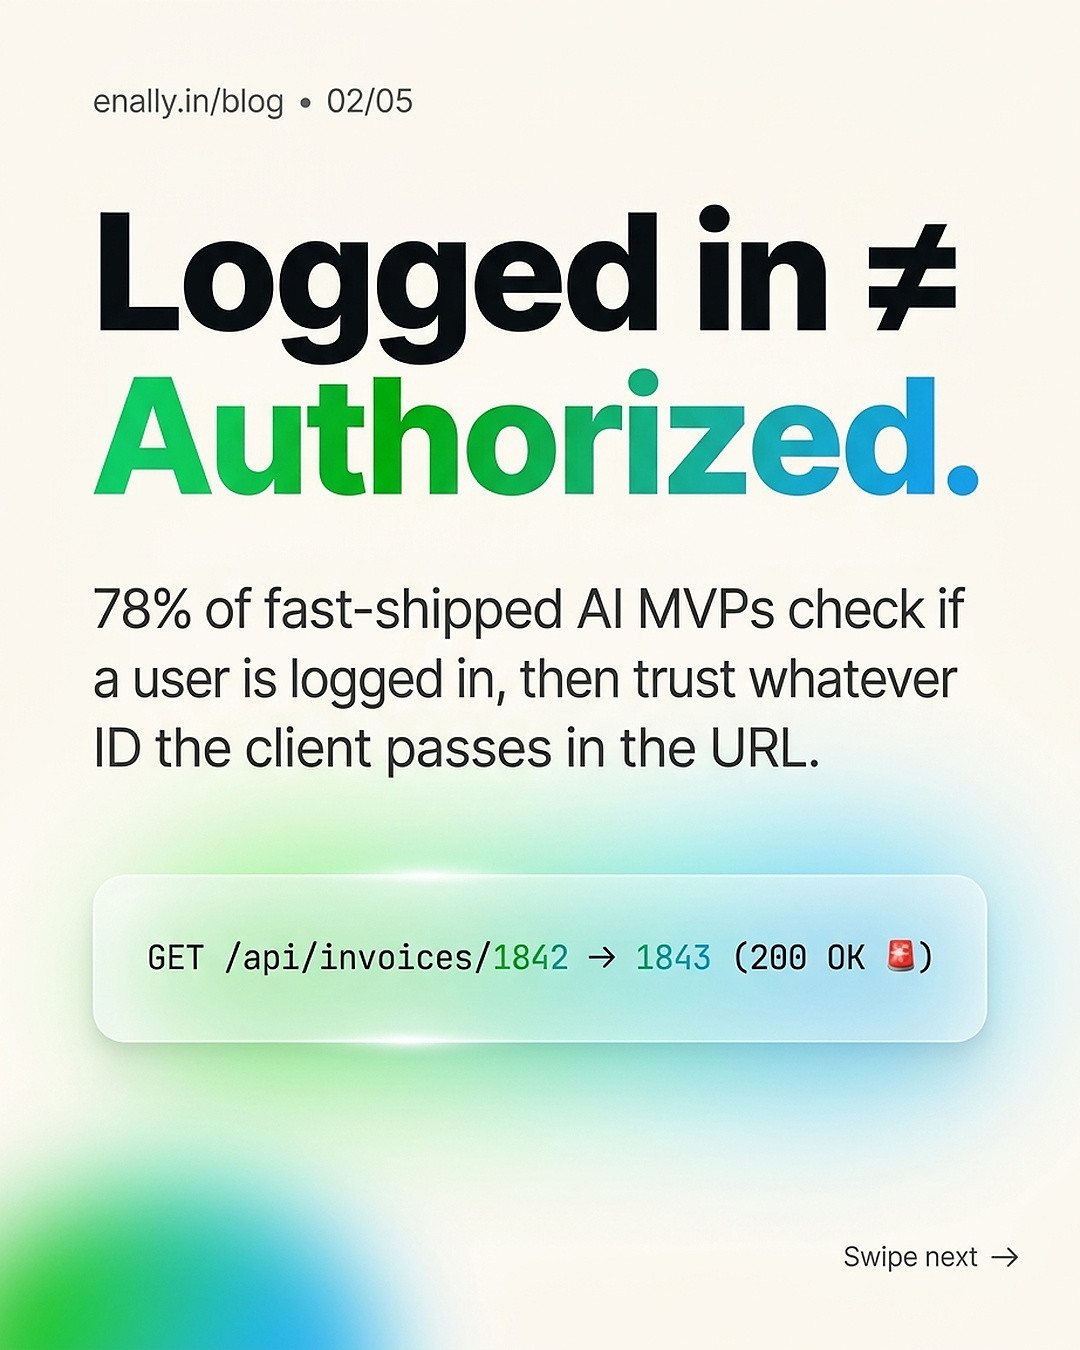 enally.in/blog • 02/05
Logged in ≠
Authorized.
78% of fast-shipped AI MVPs check if
a user is logged in, then trust whatever
ID the client passes in the URL.
GET /api/invoices/1842 → 1843 (200 OK 🚨)
Swipe next →